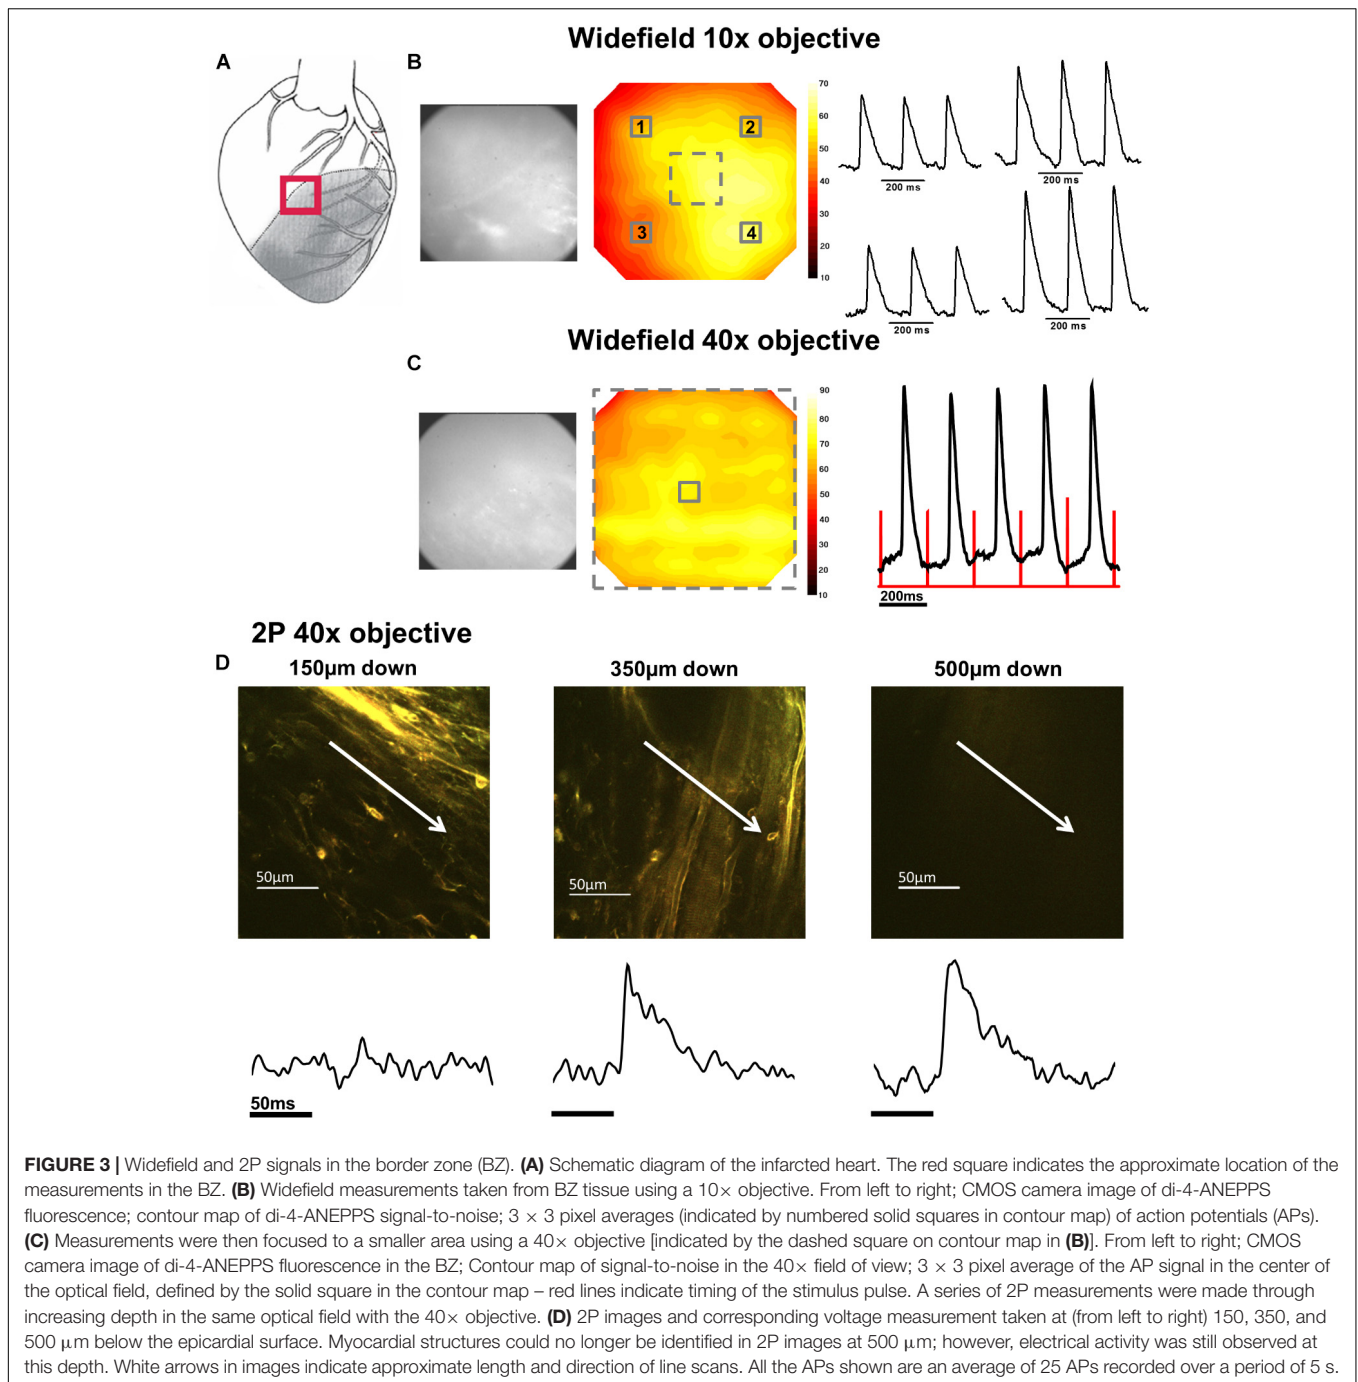 Widefield 10x objective
A
B
1
2
3
4
70
60
50
40
30
20
10
200 ms
200 ms
200 ms
200 ms
Widefield 40x objective
C
90
80
70
60
50
40
30
20
10
200ms
2P 40x objective
D
150µm down
350µm down
500µm down
50µm
50µm
50µm
50ms
FIGURE 3 | Widefield and 2P signals in the border zone (BZ). (A) Schematic diagram of the infarcted heart. The red square indicates the approximate location of the
measurements in the BZ. (B) Widefield measurements taken from BZ tissue using a 10× objective. From left to right; CMOS camera image of di-4-ANEPPS
fluorescence; contour map of di-4-ANEPPS signal-to-noise; 3 × 3 pixel averages (indicated by numbered solid squares in contour map) of action potentials (APs).
(C) Measurements were then focused to a smaller area using a 40× objective [indicated by the dashed square on contour map in (B)]. From left to right; CMOS
camera image of di-4-ANEPPS fluorescence in the BZ; Contour map of signal-to-noise in the 40× field of view; 3 × 3 pixel average of the AP signal in the center of
the optical field, defined by the solid square in the contour map – red lines indicate timing of the stimulus pulse. A series of 2P measurements were made through
increasing depth in the same optical field with the 40× objective. (D) 2P images and corresponding voltage measurement taken at (from left to right) 150, 350, and
500 µm below the epicardial surface. Myocardial structures could no longer be identified in 2P images at 500 µm; however, electrical activity was still observed at
this depth. White arrows in images indicate approximate length and direction of line scans. All the APs shown are an average of 25 APs recorded over a period of 5 s.